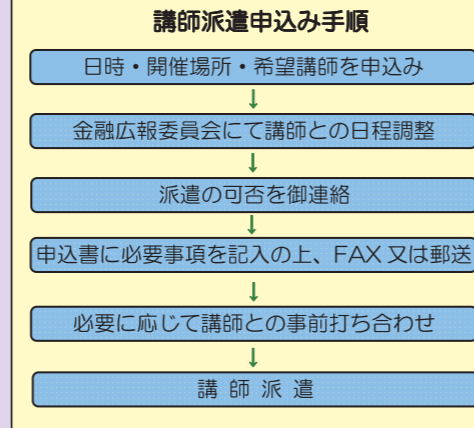 講師派遣申込み手順
日時・開催場所・希望講師を申込み
↓
金融広報委員会にて講師との日程調整
↓
派遣の可否を御連絡
↓
申込書に必要事項を記入の上、FAX 又は郵送
↓
必要に応じて講師との事前打ち合わせ
↓
講 師 派 遣